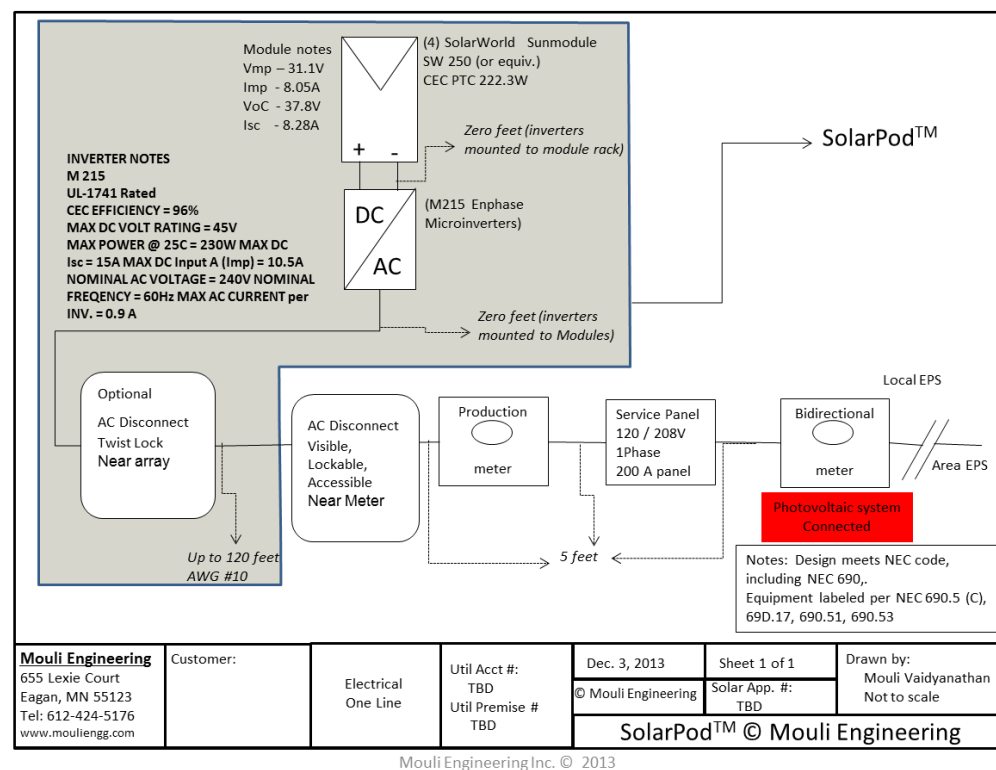 Module notes
Vmp – 31.1V
Imp - 8.05A
VoC - 37.8V
Isc - 8.28A
(4) SolarWorld Sunmodule
SW 250 (or equiv.)
CEC PTC 222.3W
+ -
Zero feet (inverters
mounted to module rack)
SolarPod™
INVERTER NOTES
M 215
UL-1741 Rated
CEC EFFICIENCY = 96%
MAX DC VOLT RATING = 45V
MAX POWER @ 25C = 230W MAX DC
Isc = 15A MAX DC Input A (Imp) = 10.5A
NOMINAL AC VOLTAGE = 240V NOMINAL
FREQENCY = 60Hz MAX AC CURRENT per
INV. = 0.9 A
DC
AC
(M215 Enphase
Microinverters)
Zero feet (inverters
mounted to Modules)
Optional
AC Disconnect
Twist Lock
Near array
Up to 120 feet
AWG #10
AC Disconnect
Visible,
Lockable,
Accessible
Near Meter
Production
meter
Service Panel
120 / 208V
1Phase
200 A panel
5 feet
Bidirectional
meter
Local EPS
Area EPS
Photovoltaic system
Connected
Notes: Design meets NEC code,
including NEC 690,.
Equipment labeled per NEC 690.5 (C),
69D.17, 690.51, 690.53
Mouli Engineering
655 Lexie Court
Eagan, MN 55123
Tel: 612-424-5176
www.mouliengg.com
Customer:
Electrical
One Line
Util Acct #:
TBD
Util Premise #
TBD
Dec. 3, 2013
Sheet 1 of 1
© Mouli Engineering
Solar App. #:
TBD
Drawn by:
Mouli Vaidyanathan
Not to scale
SolarPod™ © Mouli Engineering
Mouli Engineering Inc. © 2013